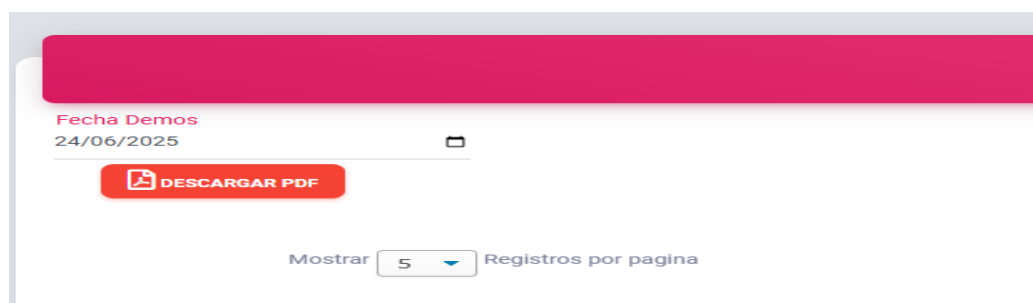 Fecha Demos
24/06/2025
DESCARGAR PDF
Mostrar 5 Registros por pagina